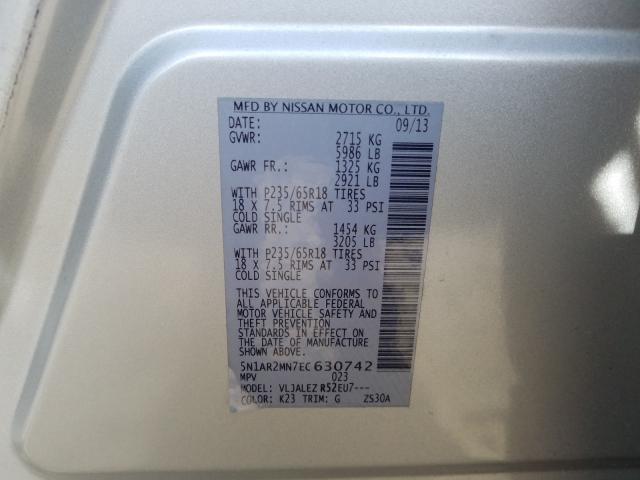 MFD BY NISSAN MOTOR CO., LTD.
DATE: 09/13
GVWR: 2715 KG
5986 LB
GAWR FR.: 1325 KG
2921 LB
WITH P235/65R18 TIRES
18 X 7.5 RIMS AT 33 PSI
COLD SINGLE
GAWR RR.: 1454 KG
3205 LB
WITH P235/65R18 TIRES
18 X 7.5 RIMS AT 33 PSI
COLD SINGLE
THIS VEHICLE CONFORMS TO
ALL APPLICABLE FEDERAL
MOTOR VEHICLE SAFETY AND
THEFT PREVENTION
STANDARDS IN EFFECT ON
THE DATE OF MANUFACTURE
SHOWN ABOVE.
5N1AR2MN7EC630742
MPV 023
MODEL: VLJALEZ R52EU7---
COLOR: K23 TRIM: G ZS30A